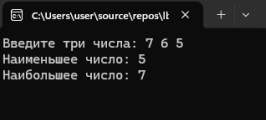 C:\Users\user\source\repos\
Введите три числа: 7 6 5
Наименьшее число: 5
Наибольшее число: 7